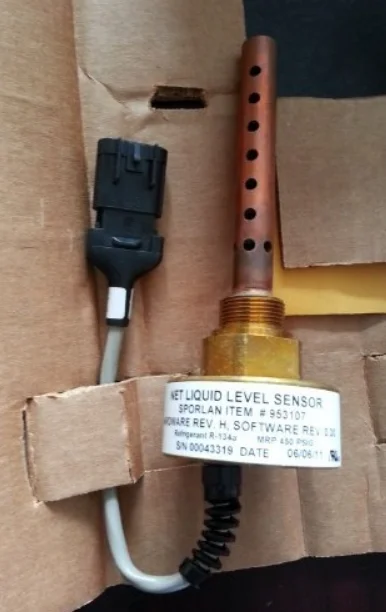 NET LIQUID LEVEL SENSOR
SPORLAN ITEM # 953107
REV. H, SOFTWARE REV.
Refrigerant R-134a MRP 450 PSIG
S/N 00043319 DATE 06/06/11